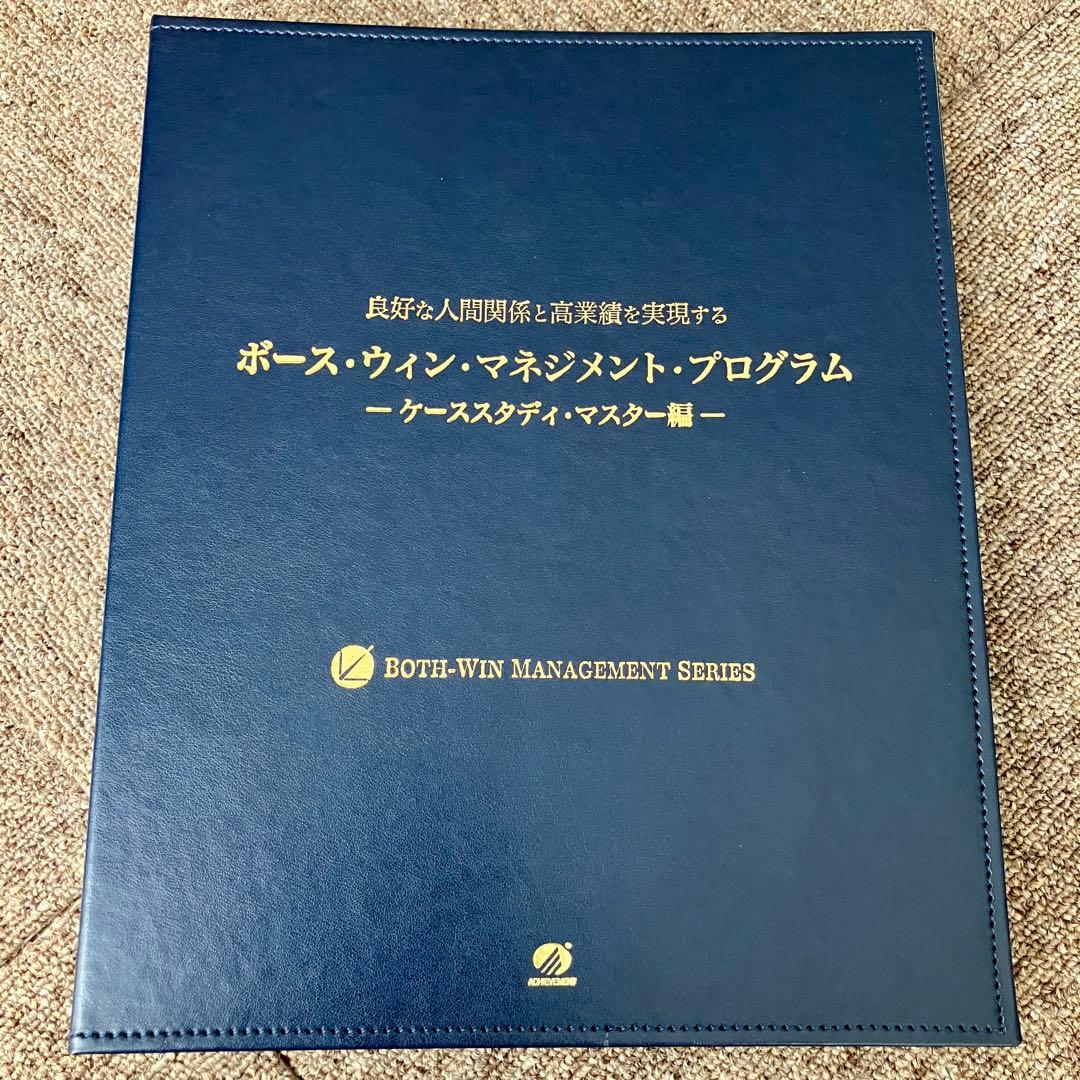 良好な人間関係と高業績を実現する
ボース・ウィン・マネジメント・プログラム
― ケーススタディ・マスター編 ―
BOTH-WIN MANAGEMENT SERIES
ACHIEVEMENT